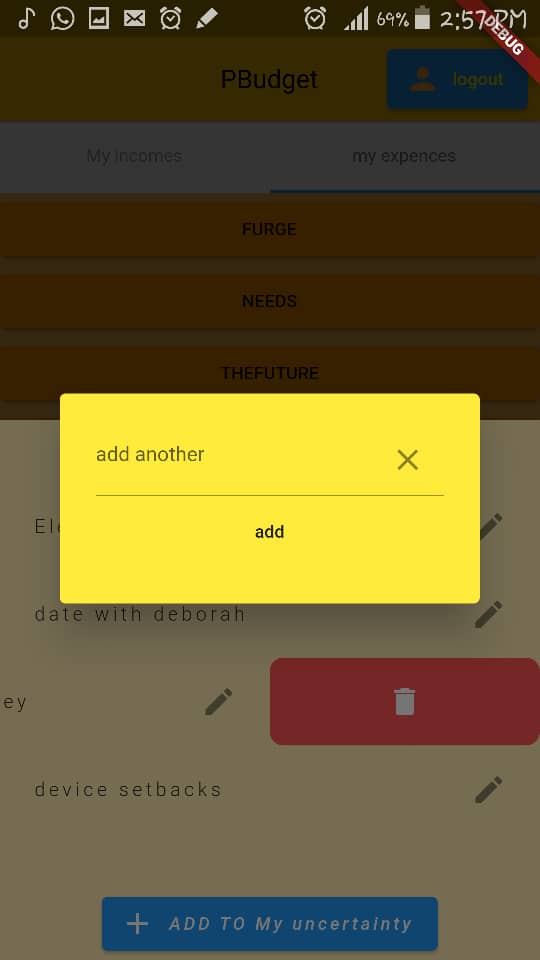 69% 2:57 PM
DEBUG
PBudget
logout
My incomes
my expences
FURGE
NEEDS
THEFUTURE
add another
add
date with deborah
ey
device setbacks
ADD TO My uncertainty